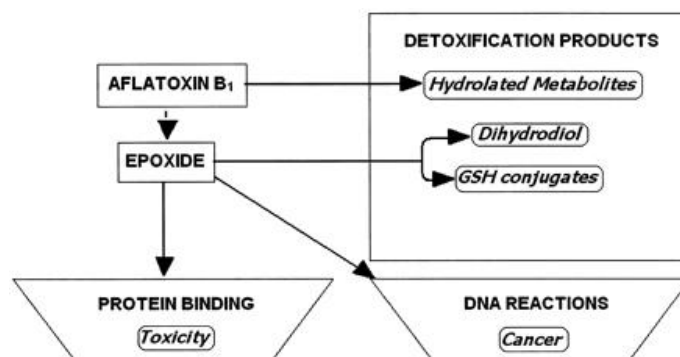 DETOXIFICATION PRODUCTS
AFLATOXIN B₁
Hydrolated Metabolites
Dihydrodiol
EPOXIDE
GSH conjugates
PROTEIN BINDING
Toxicity
DNA REACTIONS
Cancer